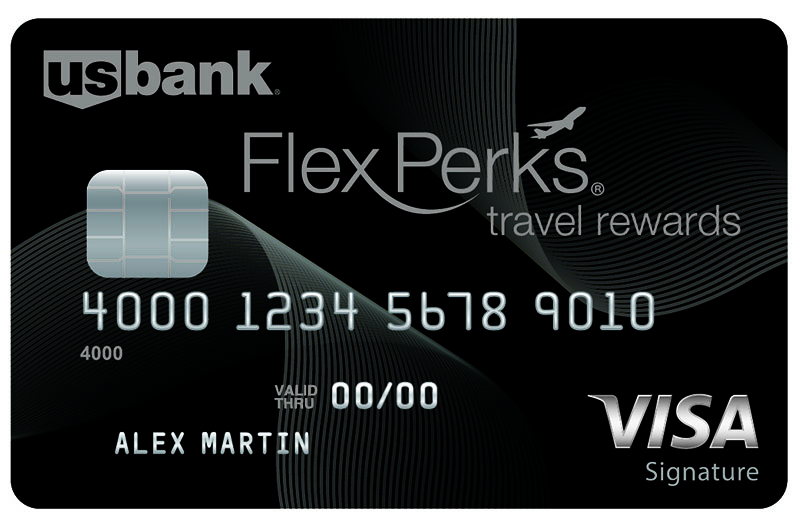 usbank®
FlexPerks®
travel rewards
4000 1234 5678 9010
4000
VALID THRU 00/00
ALEX MARTIN
VISA
Signature